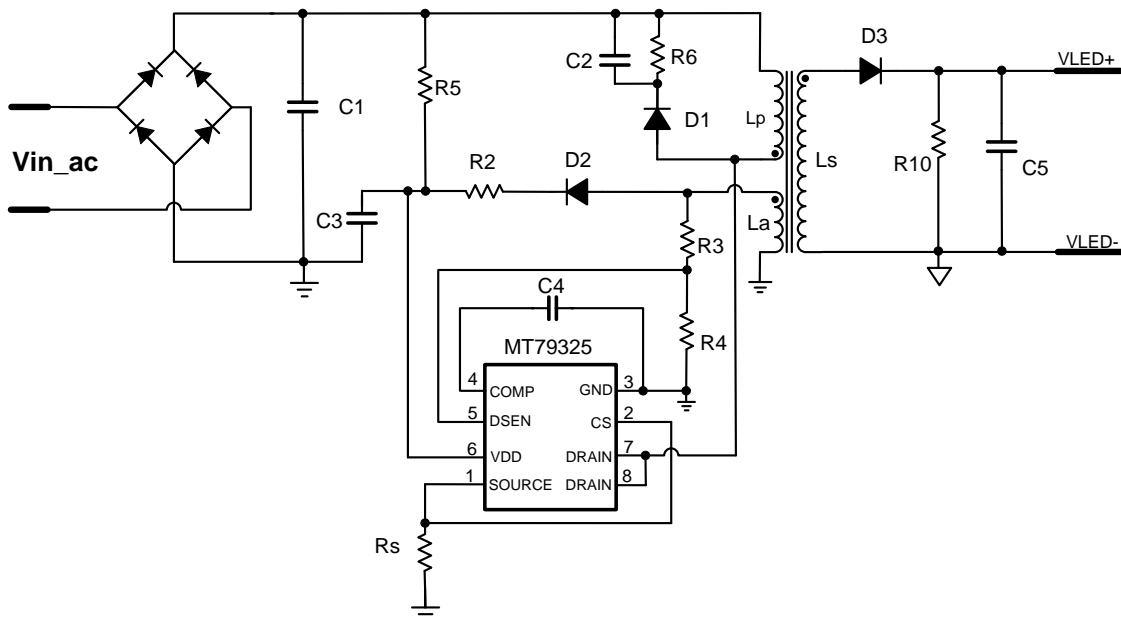 D3
VLED+
C2
R6
R5
C1
D1
Lp
Vin_ac
R2
D2
Ls
R10
C5
C3
La
R3
VLED-
C4
R4
MT79325
4
COMP
GND
3
5
DSEN
CS
2
6
VDD
DRAIN
7
1
SOURCE
DRAIN
8
Rs